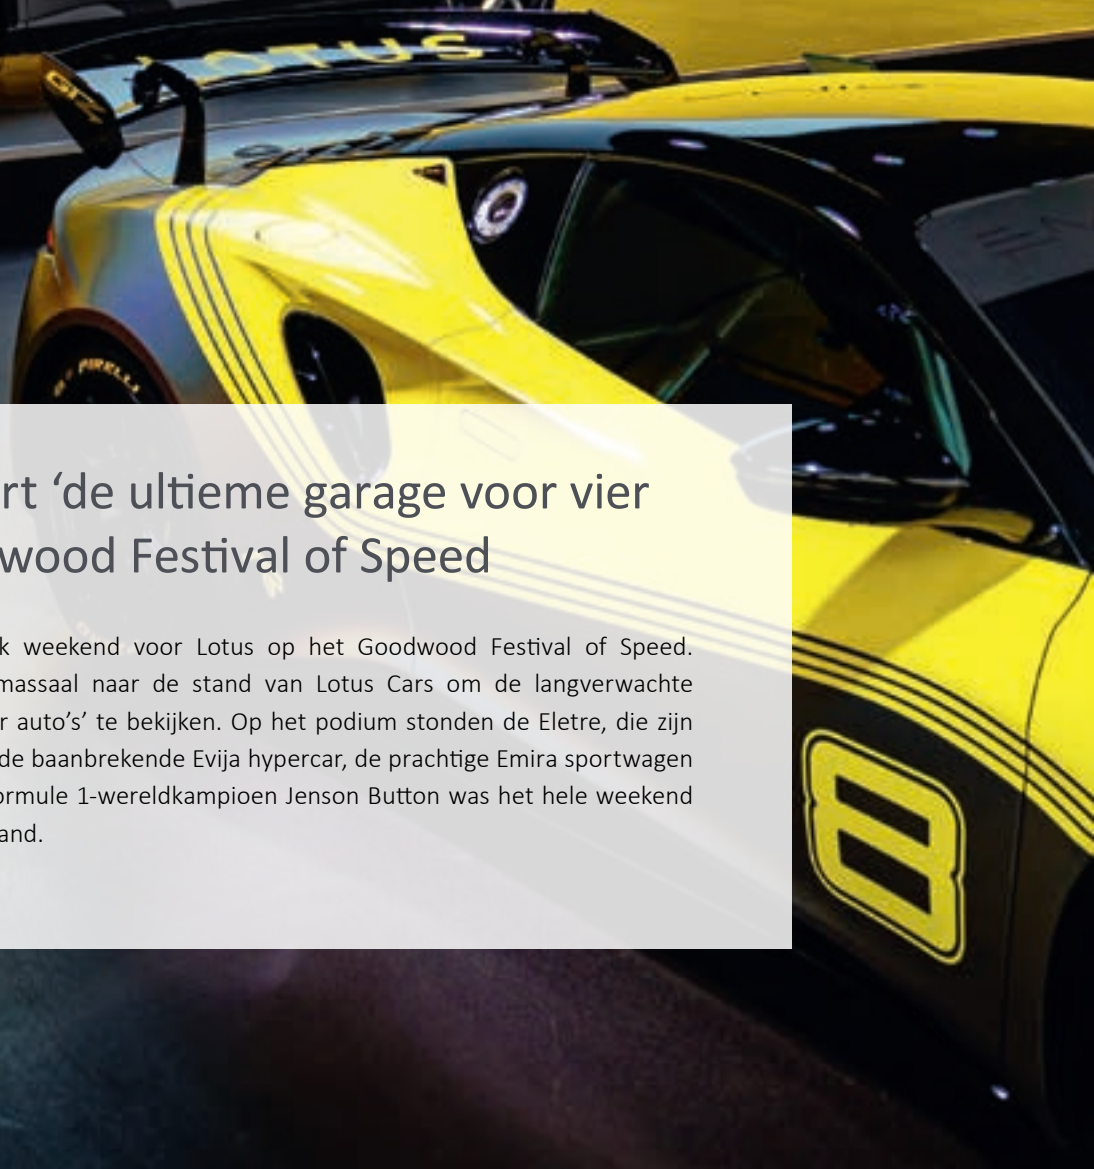 LOTUS
PIRELLI
rt ‘de ultieme garage voor vier
wood Festival of Speed
k weekend voor Lotus op het Goodwood Festival of Speed.
massaal naar de stand van Lotus Cars om de langverwachte
r auto’s’ te bekijken. Op het podium stonden de Eletre, die zijn
de baanbrekende Evija hypercar, de prachtige Emira sportwagen
ormule 1-wereldkampioen Jenson Button was het hele weekend
and.
8